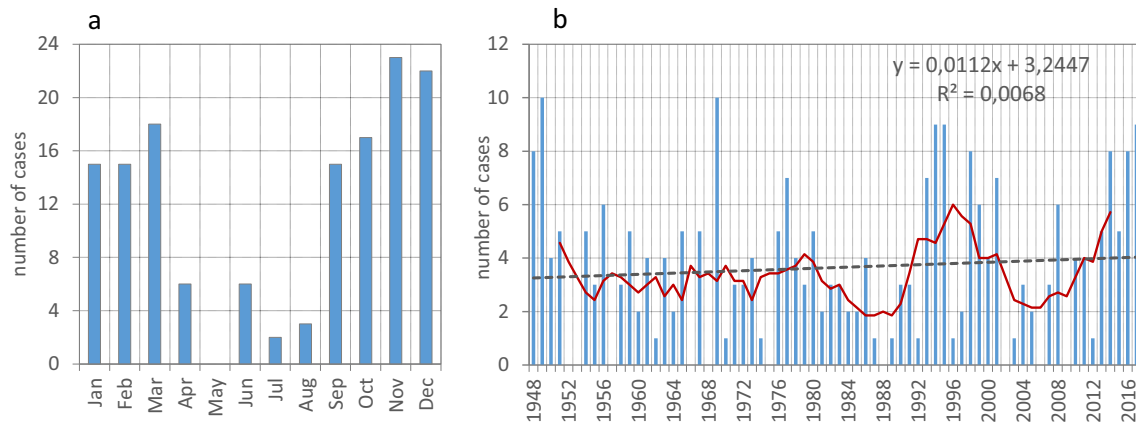 a
number of cases
24
20
16
12
8
4
0
Jan
Feb
Mar
Apr
May
Jun
Jul
Aug
Sep
Oct
Nov
Dec
b
number of cases
12
10
8
6
4
2
0
y = 0,0112x + 3,2447
R² = 0,0068
1948
1952
1956
1960
1964
1968
1972
1976
1980
1984
1988
1992
1996
2000
2004
2008
2012
2016